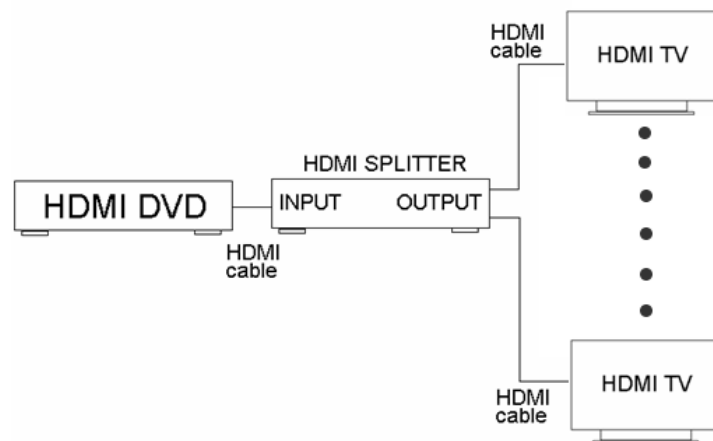 HDMI
cable
HDMI TV
HDMI SPLITTER
HDMI DVD
INPUT
OUTPUT
HDMI
cable
HDMI TV
HDMI
cable